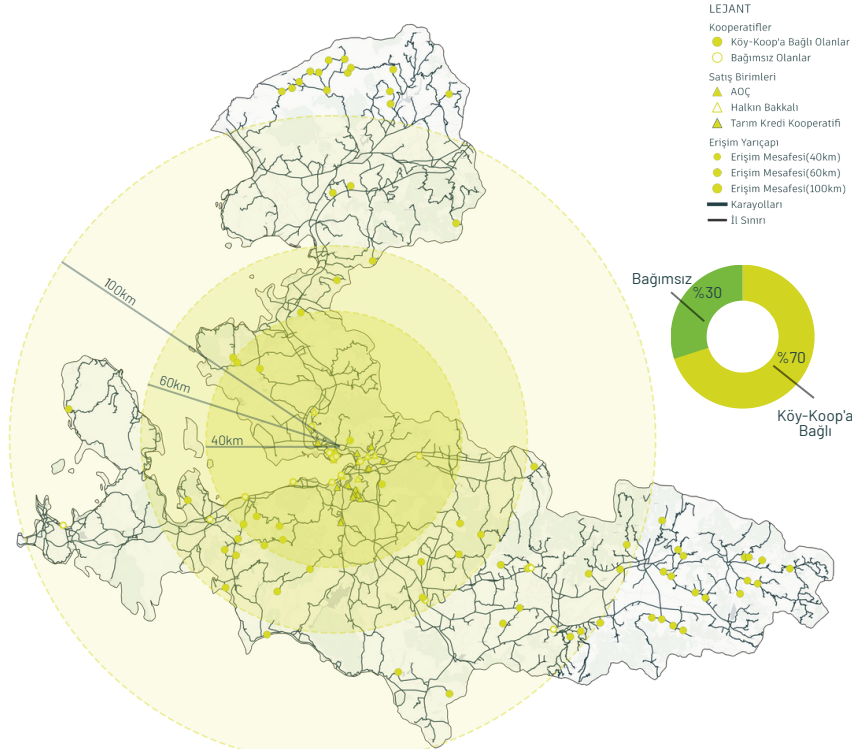 LEJANT
Kooperatifler
Köy-Koop'a Bağlı Olanlar
Bağımsız Olanlar
Satış Birimleri
AOÇ
Halkın Bakkalı
Tarım Kredi Kooperatifi
Erişim Yarıçapı
Erişim Mesafesi(40km)
Erişim Mesafesi(60km)
Erişim Mesafesi(100km)
Karayolları
İl Sınırı
Bağımsız
%30
%70
Köy-Koop'a
Bağlı
100km
60km
40km